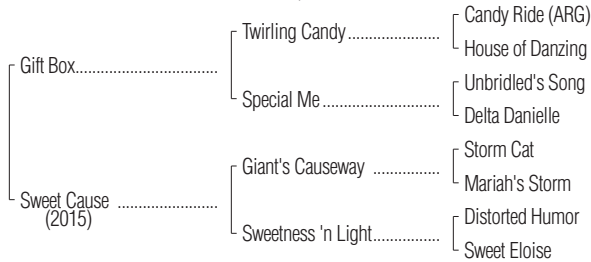 Candy Ride (ARG)
Twirling Candy
House of Danzing
Gift Box
Unbridled's Song
Special Me
Delta Danielle
Storm Cat
Giant's Causeway
Mariah's Storm
Sweet Cause
(2015)
Distorted Humor
Sweetness 'n Light
Sweet Eloise